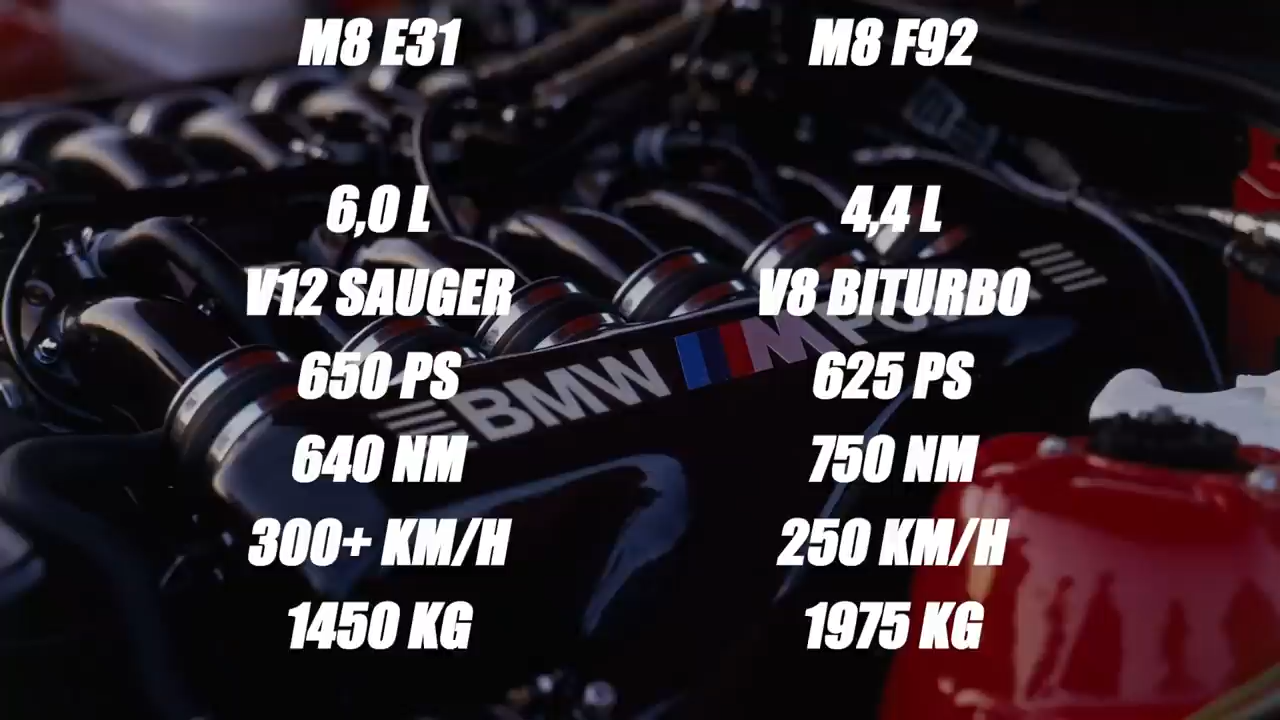 M8 E31 M8 F92
6,0 L 4,4 L
V12 SAUGER V8 BITURBO
650 PS 625 PS
BMW M PO
640 NM 750 NM
300+ KM/H 250 KM/H
1450 KG 1975 KG